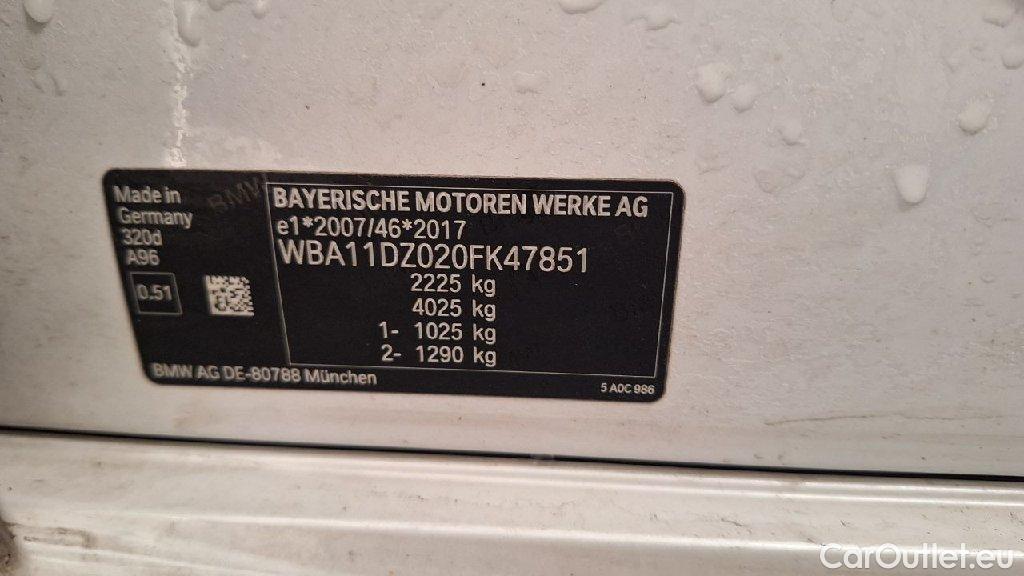 Made in
Germany
320d
A96
0.51
BMW AG DE-80788 München
BAYERISCHE MOTOREN WERKE AG
e1*2007/46*2017
WBA11DZ020FK47851
2225 kg
4025 kg
1- 1025 kg
2- 1290 kg
5 A0C 986
BMW
CarOutlet.eu